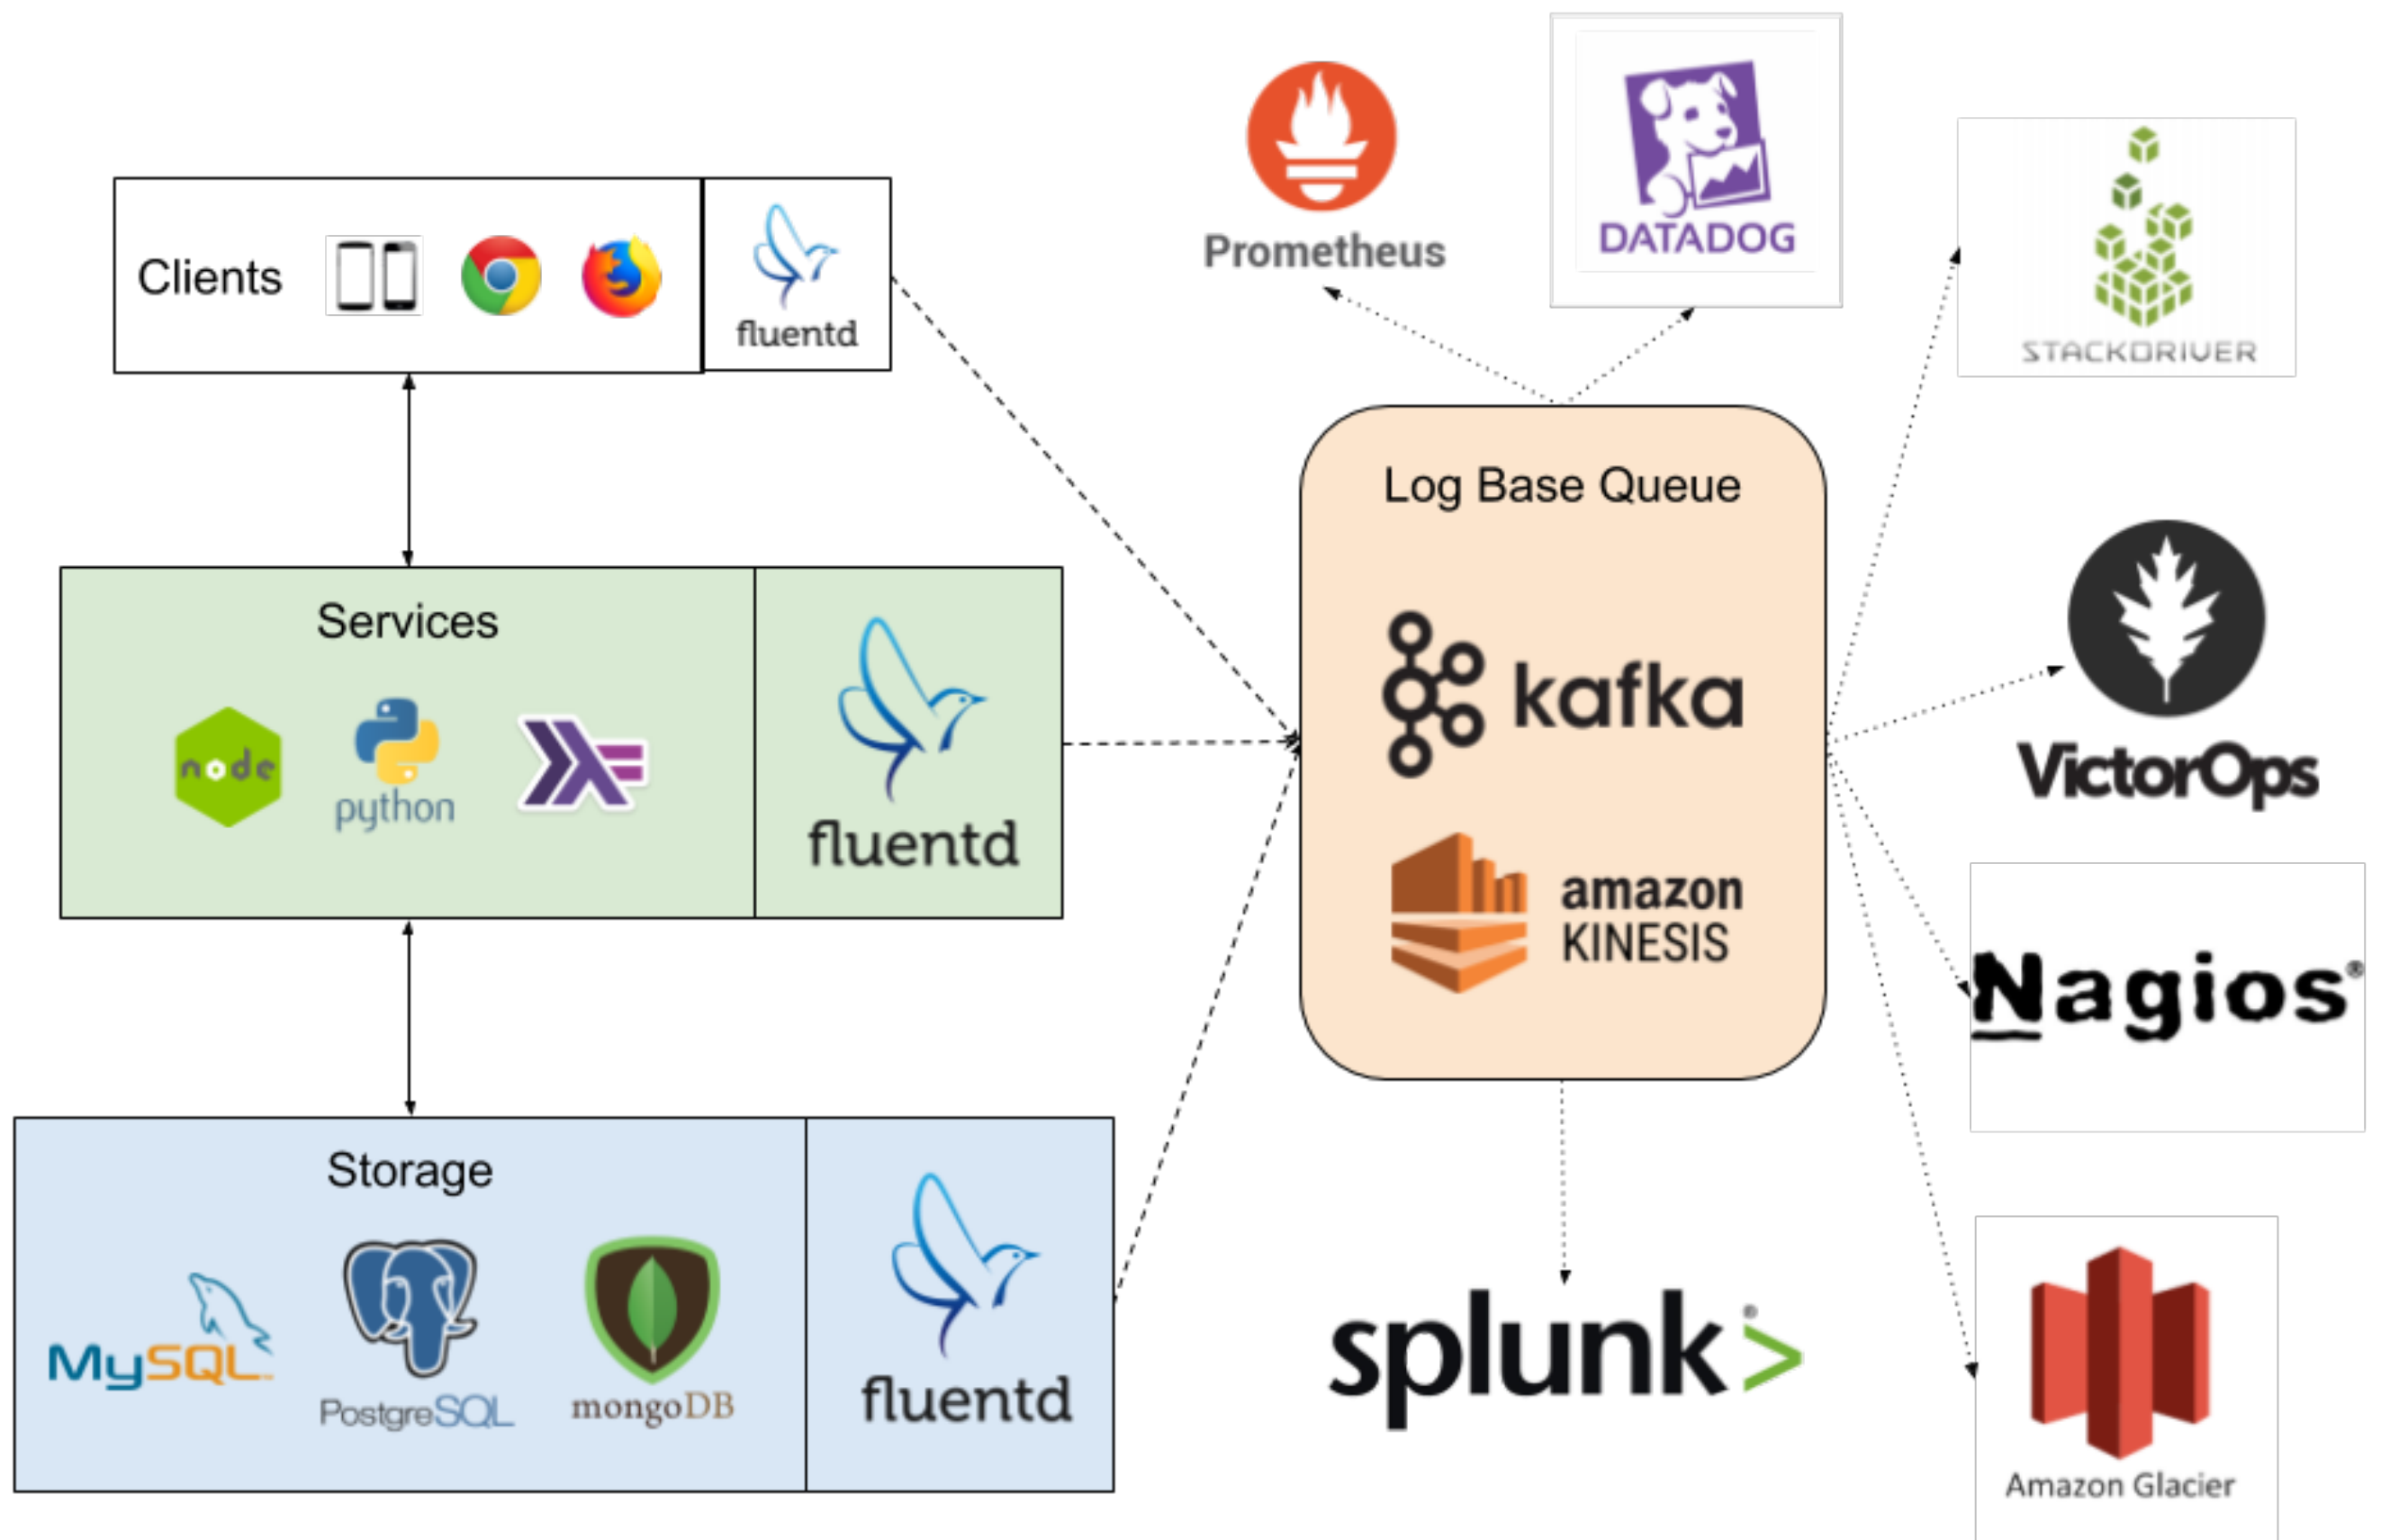 Clients
fluentd
Services
node
python
fluentd
Storage
MySQL
PostgreSQL
mongoDB
fluentd
Prometheus
DATADOG
STACKDRIVER
Log Base Queue
kafka
amazon
KINESIS
VictorOps
Nagios®
splunk>®
Amazon Glacier